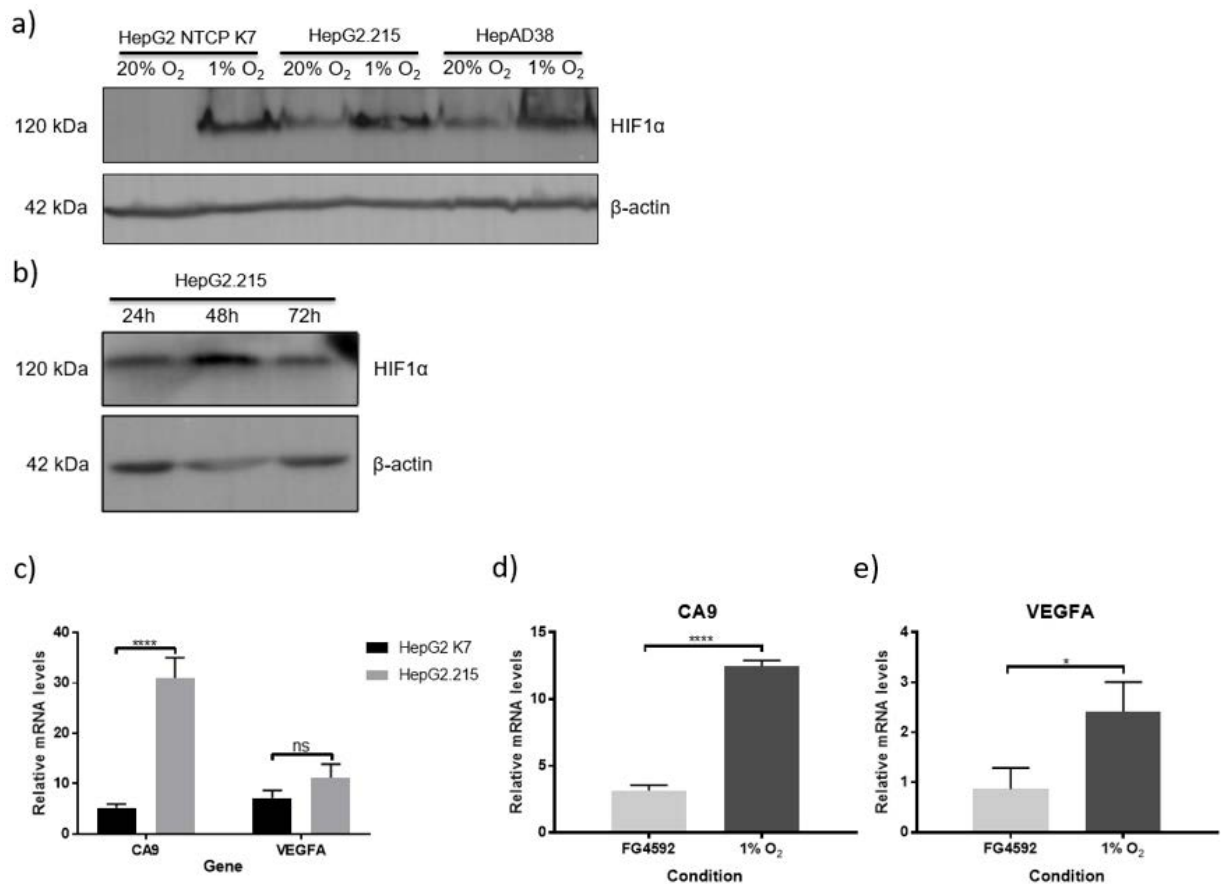 a)
HepG2 NTCP K7 HepG2.215 HepAD38
20% O₂ 1% O₂ 20% O₂ 1% O₂ 20% O₂ 1% O₂
120 kDa HIF1α
42 kDa β-actin
b)
HepG2.215
24h 48h 72h
120 kDa HIF1α
42 kDa β-actin
c)
Relative mRNA levels
40
30
20
10
0
****
ns
CA9 VEGFA
Gene
HepG2 K7
HepG2.215
d)
CA9
Relative mRNA levels
15
10
5
0
****
FG4592 1% O₂
Condition
e)
VEGFA
Relative mRNA levels
4
3
2
1
0
*
FG4592 1% O₂
Condition